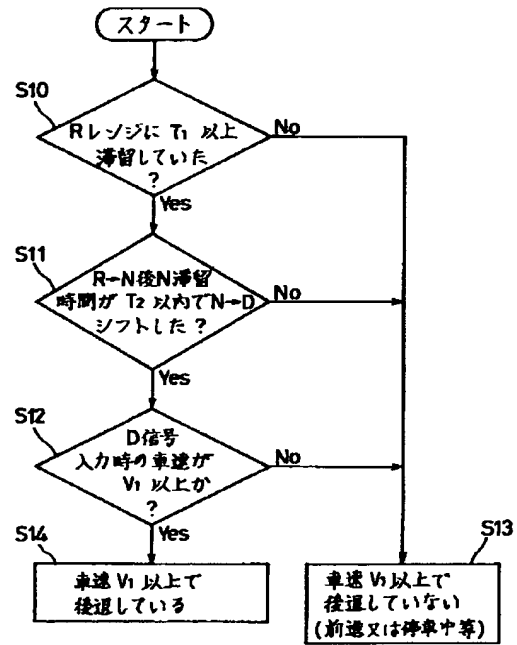 スタート
S10
Rレンジに T1 以上
滞留していた
?
No
Yes
S11
R→N後N滞留
時間が T2 以内でN→D
シフトした?
No
Yes
S12
D信号
入力時の車速が
V1 以上か
?
No
Yes
S14
車速 V1 以上で
後退している
S13
車速 V1 以上で
後退していない
(前進又は停車中等)